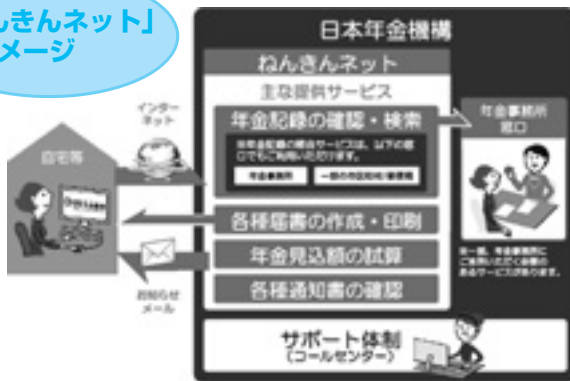 んきんネット」
メージ
日本年金機構
ねんきんネット
主な提供サービス
年金記録の確認・検索
年金事務所
各種届書の作成・印刷
年金見込額の試算
各種通知書の確認
サポート体制
(コールセンター)
インター
ネット
自宅等
お知らせ
メール
年金事務所
窓口